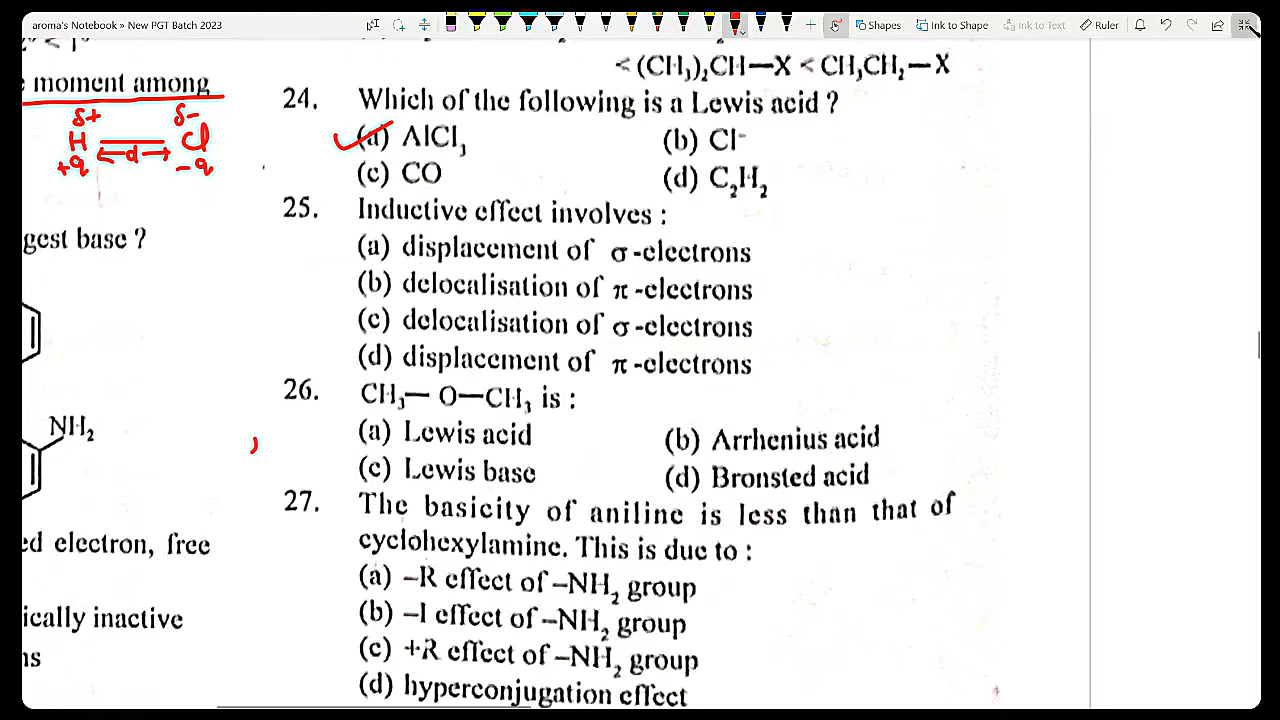 aroma's Notebook » New PGT Batch 2023
Shapes
Ink to Shape
Ink to Text
Ruler
moment among
δ+ δ-
H Cl
d
+q -q
gest base ?
NH₂
ed electron, free
ically inactive
ns
<(CH₃)₂CH—X <CH₃CH₂—X
24. Which of the following is a Lewis acid ?
(a) AlCl₃ (b) Cl⁻
(c) CO (d) C₂H₂
25. Inductive effect involves :
(a) displacement of σ-electrons
(b) delocalisation of π-electrons
(c) delocalisation of σ-electrons
(d) displacement of π-electrons
26. CH₃— O—CH₃ is :
(a) Lewis acid (b) Arrhenius acid
(c) Lewis base (d) Bronsted acid
27. The basicity of aniline is less than that of
cyclohexylamine. This is due to :
(a) –R effect of –NH₂ group
(b) –I effect of –NH₂ group
(c) +R effect of –NH₂ group
(d) hyperconjugation effect